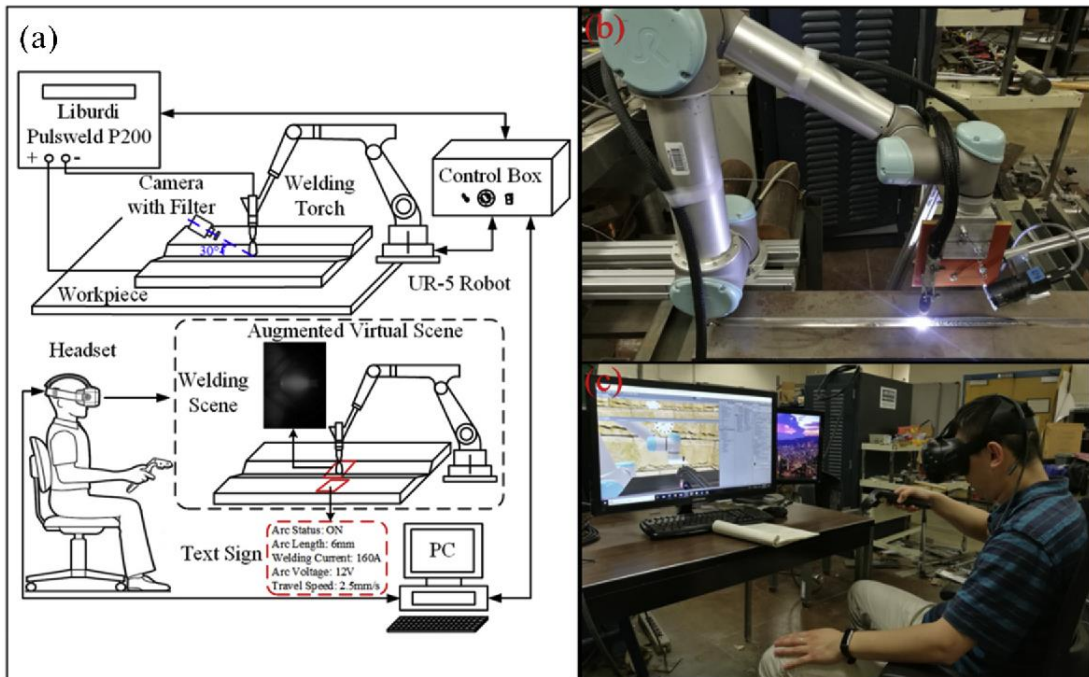 (a)
Liburdi
Pulsweld P200
+ -
Camera
with Filter
30°
Welding
Torch
Control Box
Workpiece
UR-5 Robot
Augmented Virtual Scene
Headset
Welding
Scene
Text Sign
Arc Status: ON
Arc Length: 6mm
Welding Current: 160A
Arc Voltage: 12V
Travel Speed: 2.5mm/s
PC
(b)
(c)